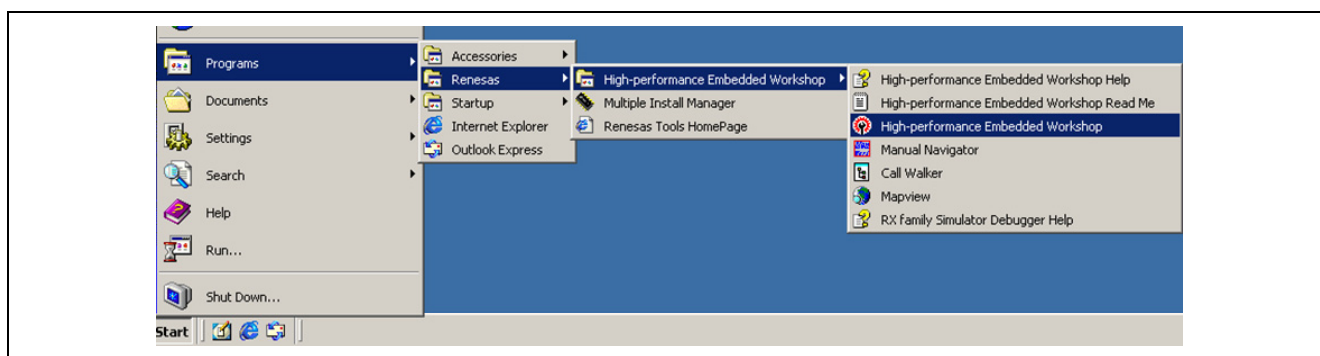 Programs
Documents
Settings
Search
Help
Run...
Shut Down...
Start
Accessories
Renesas
Startup
Internet Explorer
Outlook Express
High-performance Embedded Workshop
Multiple Install Manager
Renesas Tools HomePage
High-performance Embedded Workshop Help
High-performance Embedded Workshop Read Me
High-performance Embedded Workshop
Manual Navigator
Call Walker
Mapview
RX family Simulator Debugger Help